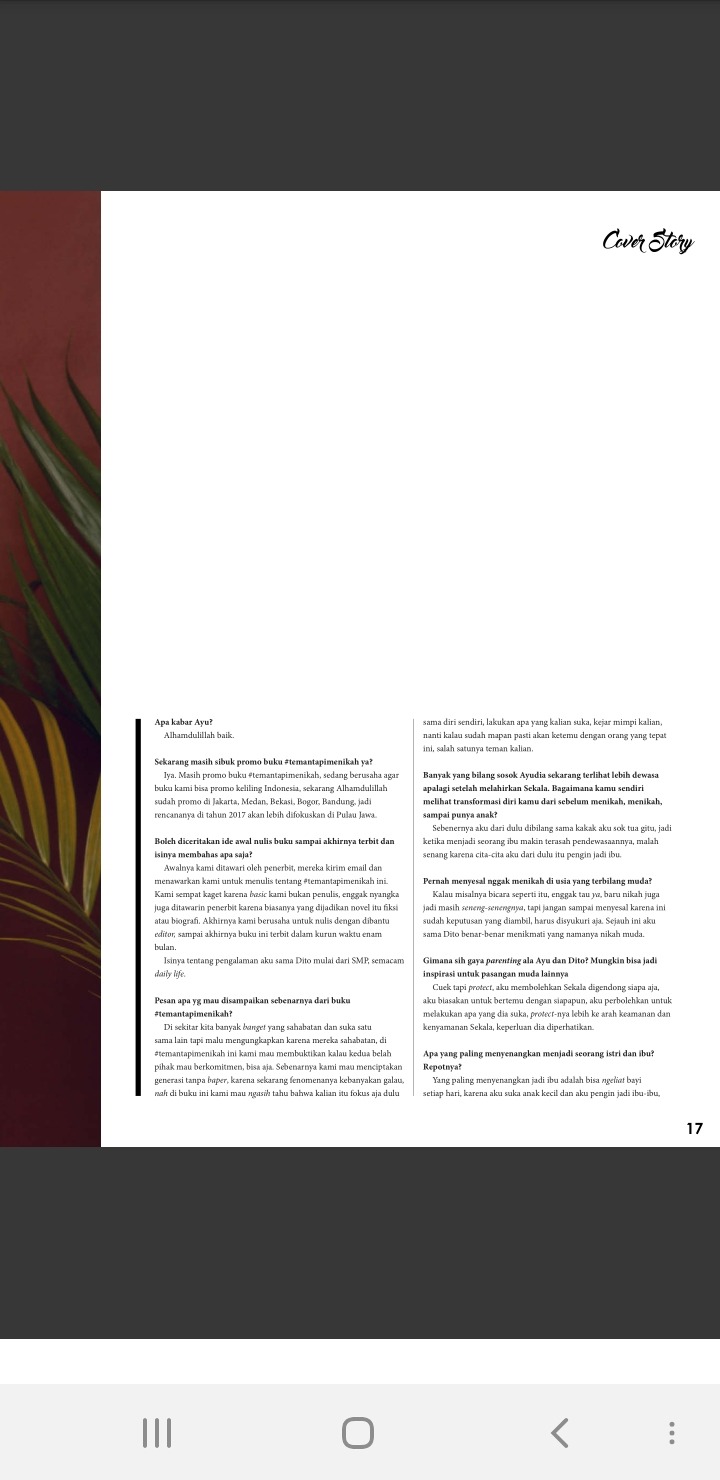 Cover Story
Apa kabar Ayu?
Alhamdulillah baik.
Sekarang masih sibuk promo buku #temantapimenikah ya?
Iya. Masih promo buku #temantapimenikah, sedang berusaha agar
buku kami bisa promo keliling Indonesia, sekarang Alhamdulillah
sudah promo di Jakarta, Medan, Bekasi, Bogor, Bandung, jadi
rencananya di tahun 2017 akan lebih difokuskan di Pulau Jawa.
Boleh diceritakan ide awal nulis buku sampai akhirnya terbit dan
isinya membahas apa saja?
Awalnya kami ditawari oleh penerbit, mereka kirim email dan
menawarkan kami untuk menulis tentang #temantapimenikah ini.
Kami sempat kaget karena basic kami bukan penulis, enggak nyangka
juga ditawarin penerbit karena biasanya yang dijadikan novel itu fiksi
atau biografi. Akhirnya kami berusaha untuk nulis dengan dibantu
editor, sampai akhirnya buku ini terbit dalam kurun waktu enam
bulan.
Isinya tentang pengalaman aku sama Dito mulai dari SMP, semacam
daily life.
Pesan apa yg mau disampaikan sebenarnya dari buku
#temantapimenikah?
Di sekitar kita banyak banget yang sahabatan dan suka satu
sama lain tapi malu mengungkapkan karena mereka sahabatan, di
#temantapimenikah ini kami mau membuktikan kalau kedua belah
pihak mau berkomitmen, bisa aja. Sebenarnya kami mau menciptakan
generasi tanpa baper, karena sekarang fenomenanya kebanyakan galau,
nah di buku ini kami mau ngasih tahu bahwa kalian itu fokus aja dulu
sama diri sendiri, lakukan apa yang kalian suka, kejar mimpi kalian,
nanti kalau sudah mapan pasti akan ketemu dengan orang yang tepat
ini, salah satunya teman kalian.
Banyak yang bilang sosok Ayudia sekarang terlihat lebih dewasa
apalagi setelah melahirkan Sekala. Bagaimana kamu sendiri
melihat transformasi diri kamu dari sebelum menikah, menikah,
sampai punya anak?
Sebenernya aku dari dulu dibilang sama kakak aku sok tua gitu, jadi
ketika menjadi seorang ibu makin terasah pendewasaannya, malah
senang karena cita-cita aku dari dulu itu pengin jadi ibu.
Pernah menyesal nggak menikah di usia yang terbilang muda?
Kalau misalnya bicara seperti itu, enggak tau ya, baru nikah juga
jadi masih seneng-senengnya, tapi jangan sampai menyesal karena ini
sudah keputusan yang diambil, harus disyukuri aja. Sejauh ini aku
sama Dito benar-benar menikmati yang namanya nikah muda.
Gimana sih gaya parenting ala Ayu dan Dito? Mungkin bisa jadi
inspirasi untuk pasangan muda lainnya
Cuek tapi protect, aku membolehkan Sekala digendong siapa aja,
aku biasakan untuk bertemu dengan siapapun, aku perbolehkan untuk
melakukan apa yang dia suka, protect-nya lebih ke arah keamanan dan
kenyamanan Sekala, keperluan dia diperhatikan.
Apa yang paling menyenangkan menjadi seorang istri dan ibu?
Repotnya?
Yang paling menyenangkan jadi ibu adalah bisa ngeliat bayi
setiap hari, karena aku suka anak kecil dan aku pengin jadi ibu-ibu,
17